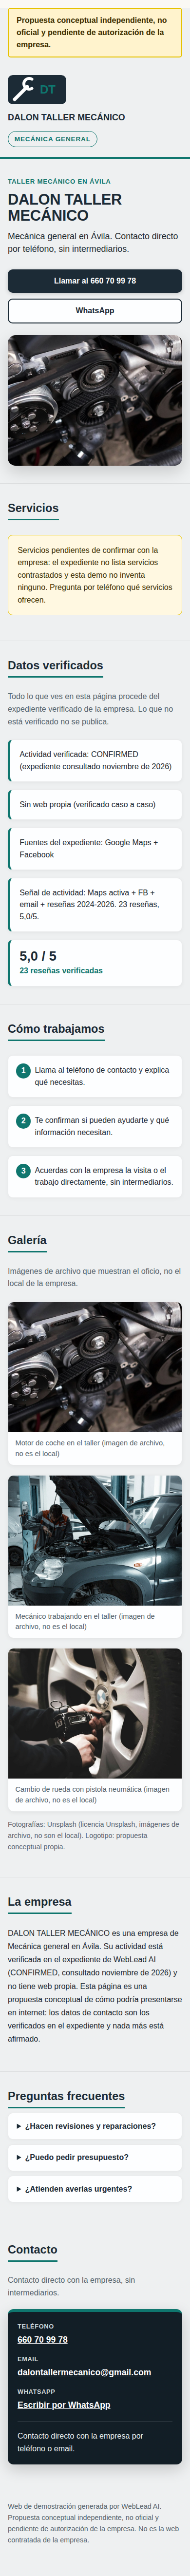 Propuesta conceptual independiente, no
oficial y pendiente de autorización de la
empresa.
DT
DALON TALLER MECÁNICO
MECÁNICA GENERAL
TALLER MECÁNICO EN ÁVILA
DALON TALLER
MECÁNICO
Mecánica general en Ávila. Contacto directo
por teléfono, sin intermediarios.
Llamar al 660 70 99 78
WhatsApp
Servicios
Servicios pendientes de confirmar con la
empresa: el expediente no lista servicios
contrastados y esta demo no inventa
ninguno. Pregunta por teléfono qué servicios
ofrecen.
Datos verificados
Todo lo que ves en esta página procede del
expediente verificado de la empresa. Lo que no
está verificado no se publica.
Actividad verificada: CONFIRMED
(expediente consultado noviembre de 2026)
Sin web propia (verificado caso a caso)
Fuentes del expediente: Google Maps +
Facebook
Señal de actividad: Maps activa + FB +
email + reseñas 2024-2026. 23 reseñas,
5,0/5.
5,0 / 5
23 reseñas verificadas
Cómo trabajamos
1 Llama al teléfono de contacto y explica
qué necesitas.
2 Te confirman si pueden ayudarte y qué
información necesitan.
3 Acuerdas con la empresa la visita o el
trabajo directamente, sin intermediarios.
Galería
Imágenes de archivo que muestran el oficio, no el
local de la empresa.
Motor de coche en el taller (imagen de archivo,
no es el local)
Mecánico trabajando en el taller (imagen de
archivo, no es el local)
Cambio de rueda con pistola neumática (imagen
de archivo, no es el local)
Fotografías: Unsplash (licencia Unsplash, imágenes de
archivo, no son el local). Logotipo: propuesta
conceptual propia.
La empresa
DALON TALLER MECÁNICO es una empresa de
Mecánica general en Ávila. Su actividad está
verificada en el expediente de WebLead AI
(CONFIRMED, consultado noviembre de 2026) y
no tiene web propia. Esta página es una
propuesta conceptual de cómo podría presentarse
en internet: los datos de contacto son los
verificados en el expediente y nada más está
afirmado.
Preguntas frecuentes
¿Hacen revisiones y reparaciones?
¿Puedo pedir presupuesto?
¿Atienden averías urgentes?
Contacto
Contacto directo con la empresa, sin
intermediarios.
TELÉFONO
660 70 99 78
EMAIL
dalontallermecanico@gmail.com
WHATSAPP
Escribir por WhatsApp
Contacto directo con la empresa por
teléfono o email.
Web de demostración generada por WebLead AI.
Propuesta conceptual independiente, no oficial y
pendiente de autorización de la empresa. No es la web
contratada de la empresa.